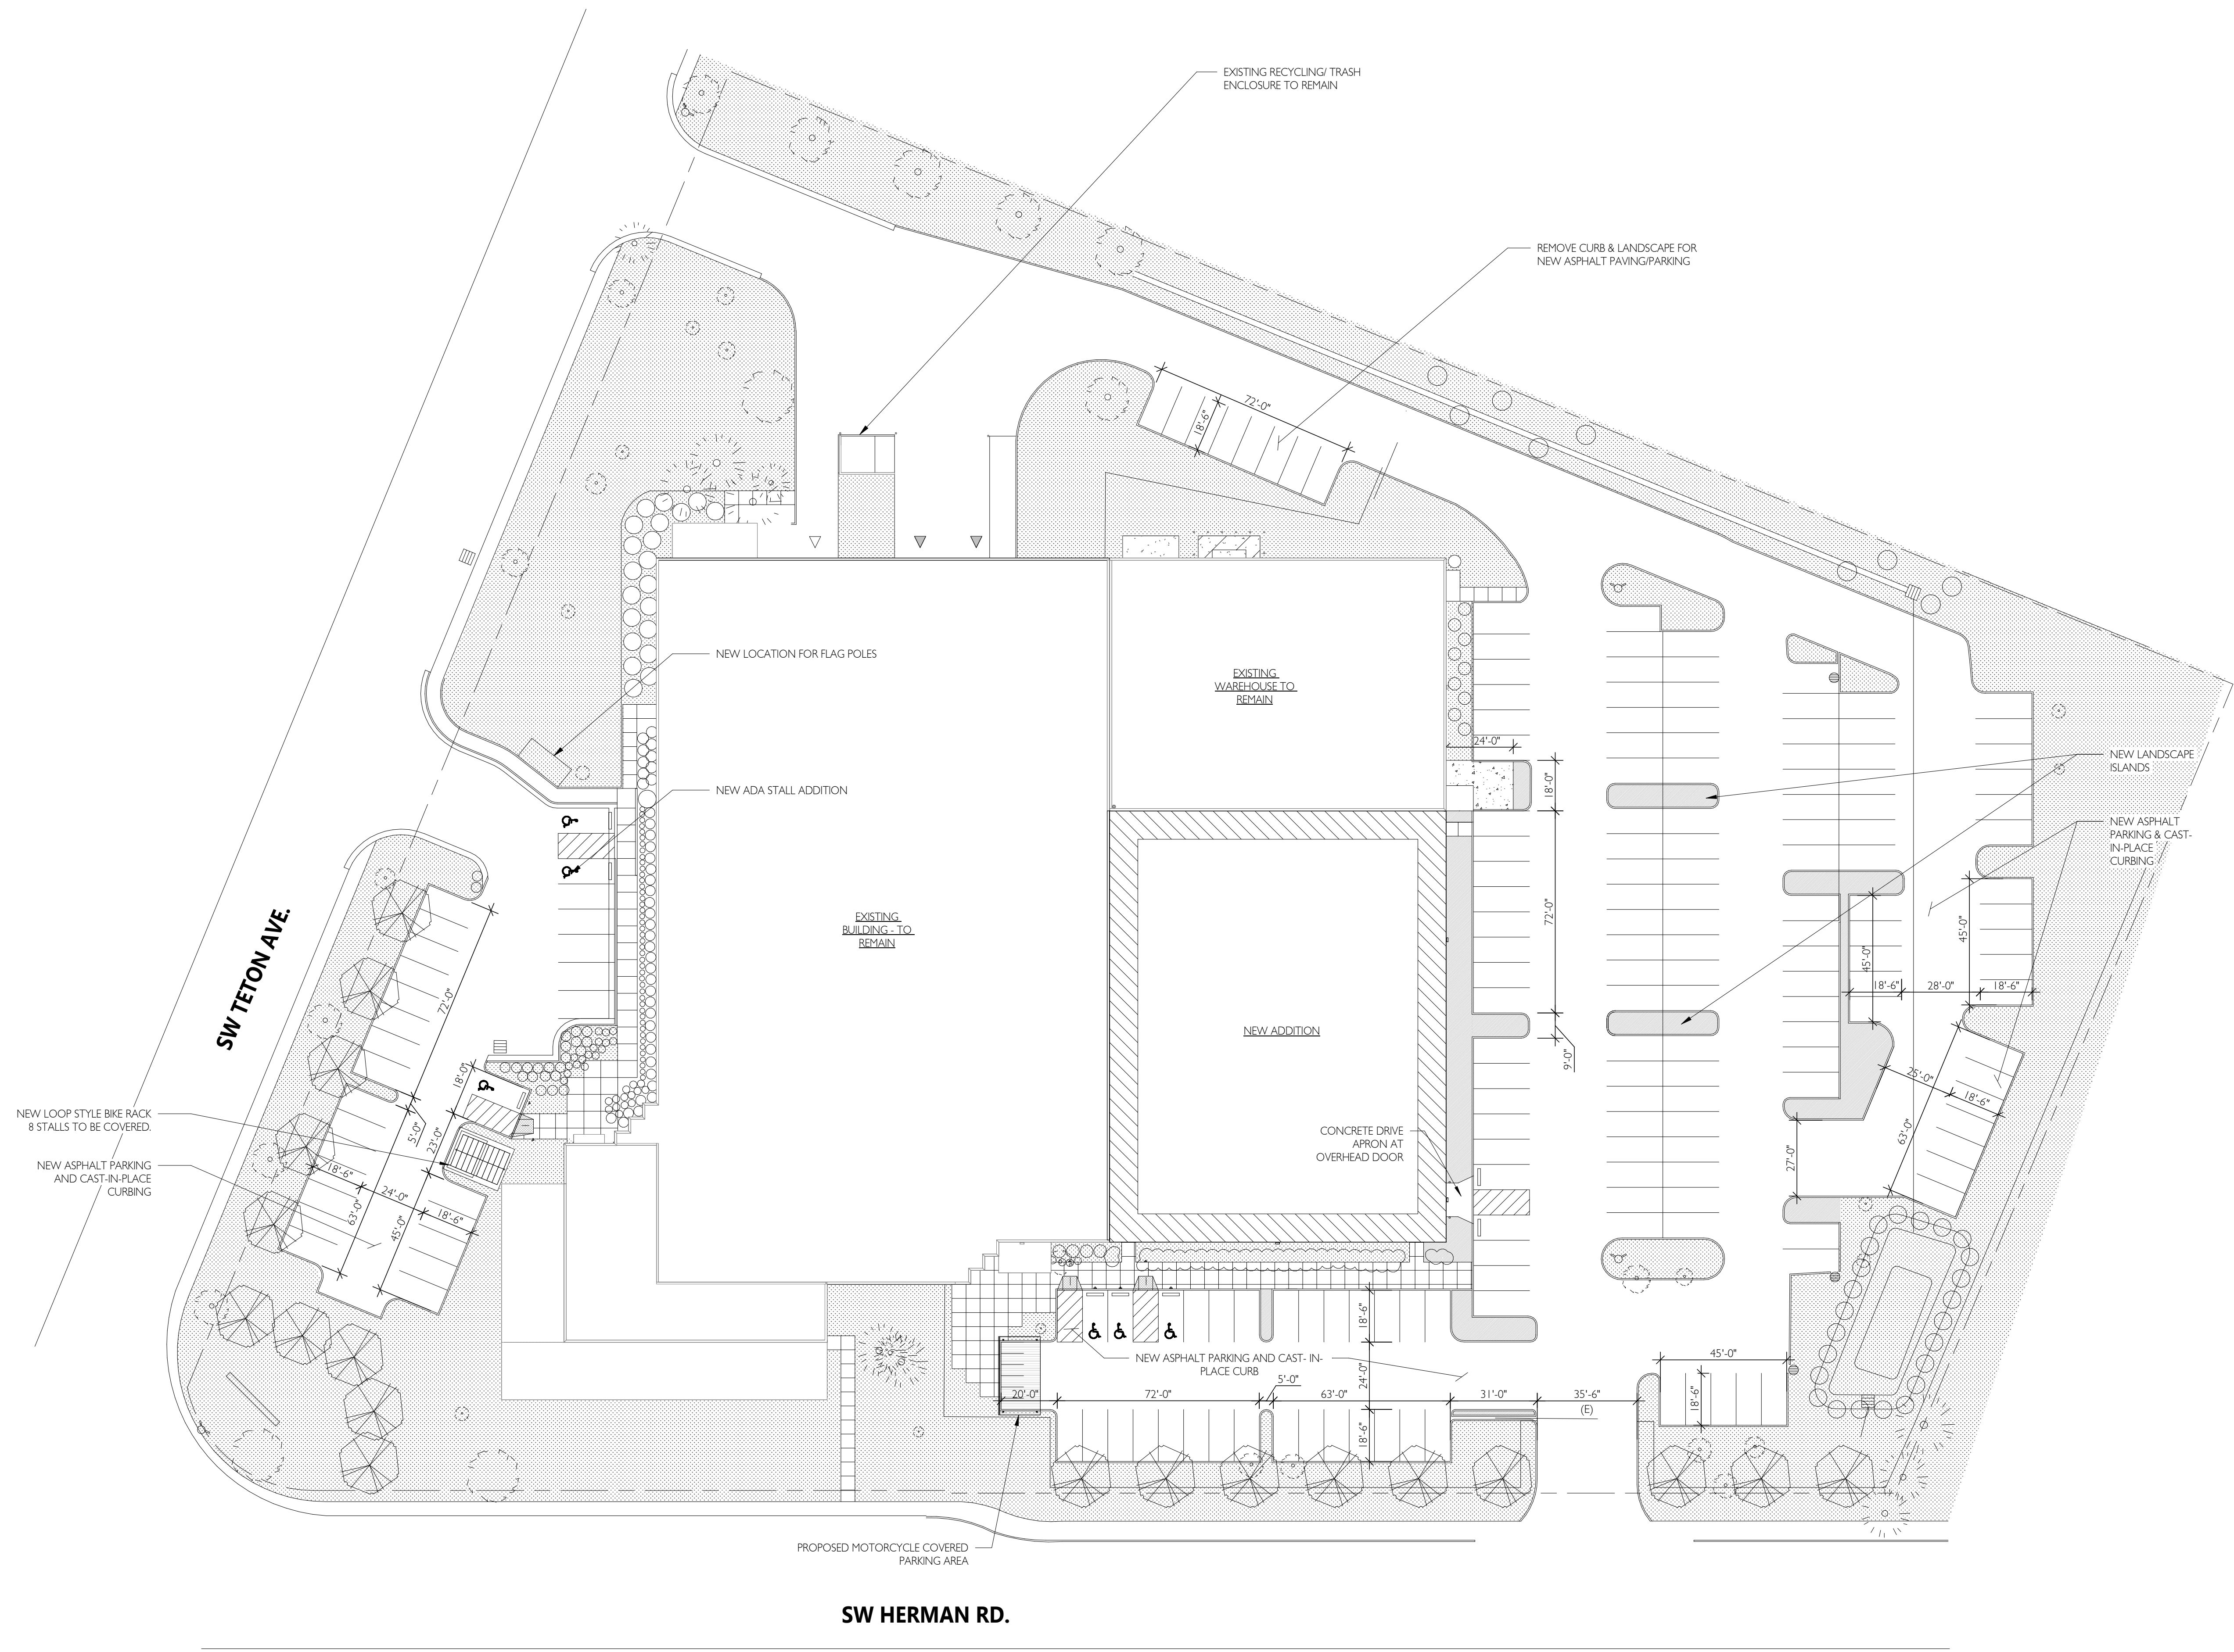 EXISTING RECYCLING/ TRASH
ENCLOSURE TO REMAIN
REMOVE CURB & LANDSCAPE FOR
NEW ASPHALT PAVING/PARKING
72'-0"
18'-6"
NEW LOCATION FOR FLAG POLES
EXISTING
WAREHOUSE TO
REMAIN
24'-0"
18'-0"
NEW LANDSCAPE
ISLANDS
NEW ADA STALL ADDITION
NEW ASPHALT
PARKING & CAST-
IN-PLACE
CURBING
72'-0"
EXISTING
BUILDING - TO
REMAIN
45'-0"
45'-0"
18'-6"
28'-0"
18'-6"
SW TETON AVE.
72'-0"
NEW ADDITION
9'-0"
18'-0"
25'-0"
18'-6"
63'-0"
NEW LOOP STYLE BIKE RACK
8 STALLS TO BE COVERED.
5'-0"
23'-0"
CONCRETE DRIVE
APRON AT
OVERHEAD DOOR
27'-0"
NEW ASPHALT PARKING
AND CAST-IN-PLACE
CURBING
18'-6"
24'-0"
18'-6"
63'-0"
45'-0"
18'-6"
NEW ASPHALT PARKING AND CAST- IN-
PLACE CURB
24'-0"
45'-0"
18'-6"
20'-0"
72'-0"
5'-0"
63'-0"
31'-0"
35'-6"
(E)
18'-6"
PROPOSED MOTORCYCLE COVERED
PARKING AREA
SW HERMAN RD.